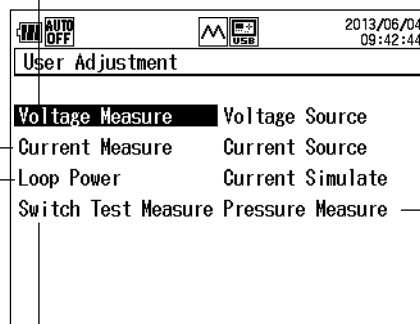 AUTO OFF USB 2013/06/04 09:42:44
User Adjustment
Voltage Measure Voltage Source
Current Measure Current Source
Loop Power Current Simulate
Switch Test Measure Pressure Measure